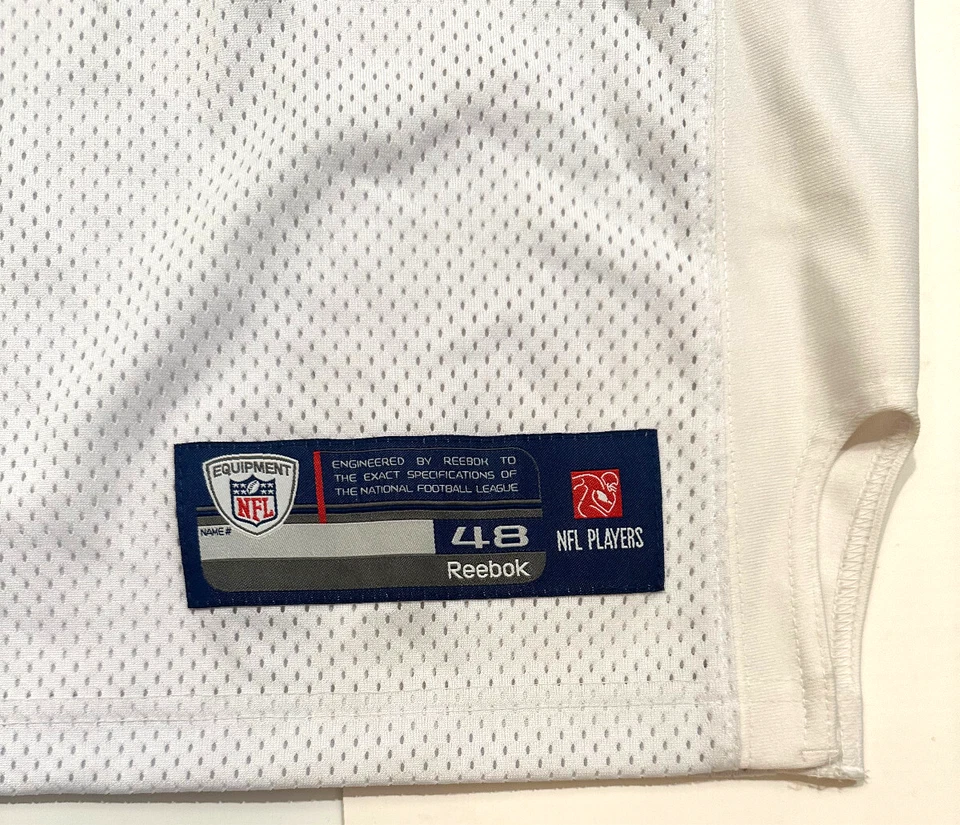 EQUIPMENT
NFL
ENGINEERED BY REEBOK TO
THE EXACT SPECIFICATIONS OF
THE NATIONAL FOOTBALL LEAGUE
NAME #
48
Reebok
NFL PLAYERS